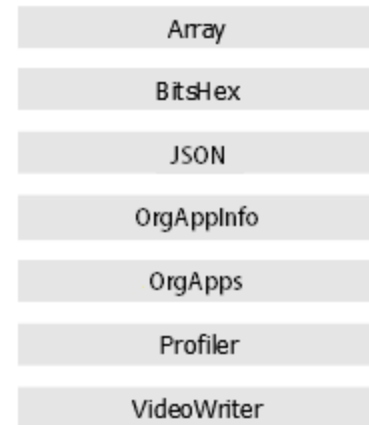 Array
BitsHex
JSON
OrgAppInfo
OrgApps
Profiler
VideoWriter